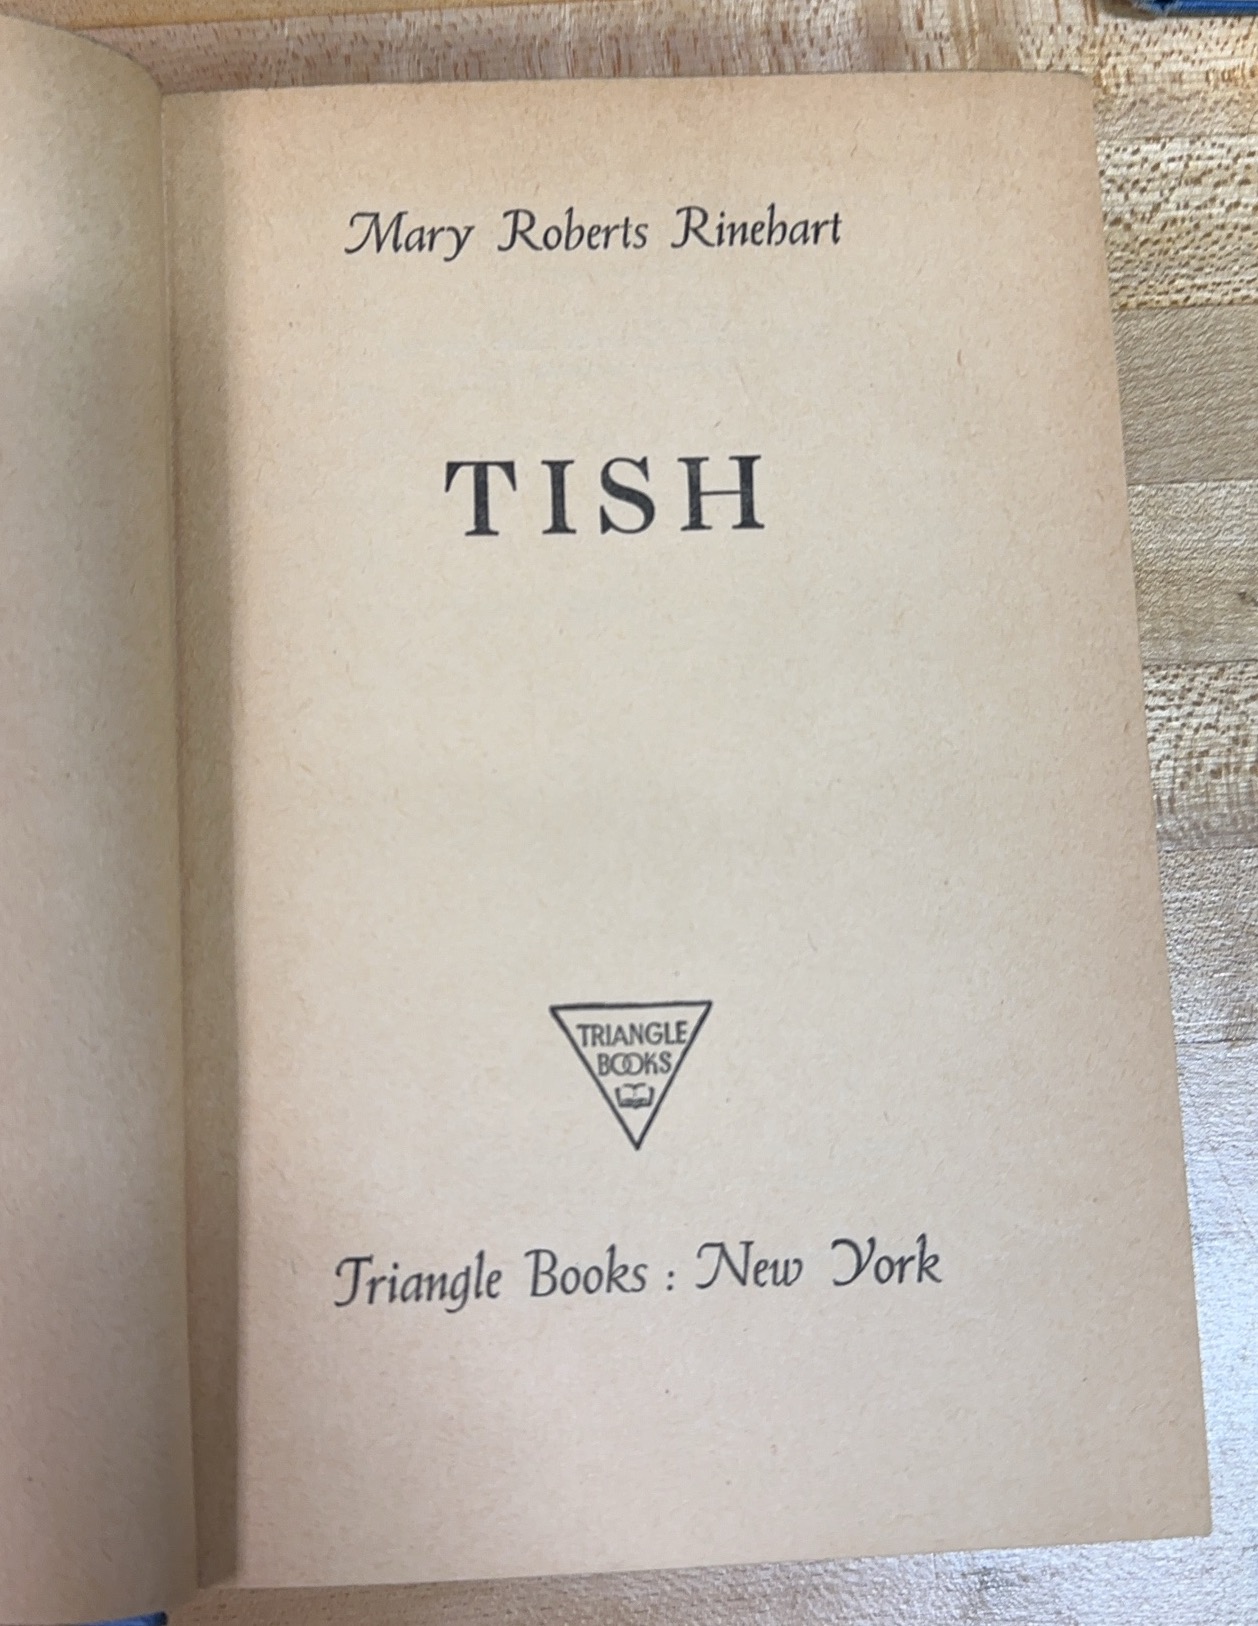 Mary Roberts Rinehart
TISH
TRIANGLE
BOOKS
Triangle Books : New York